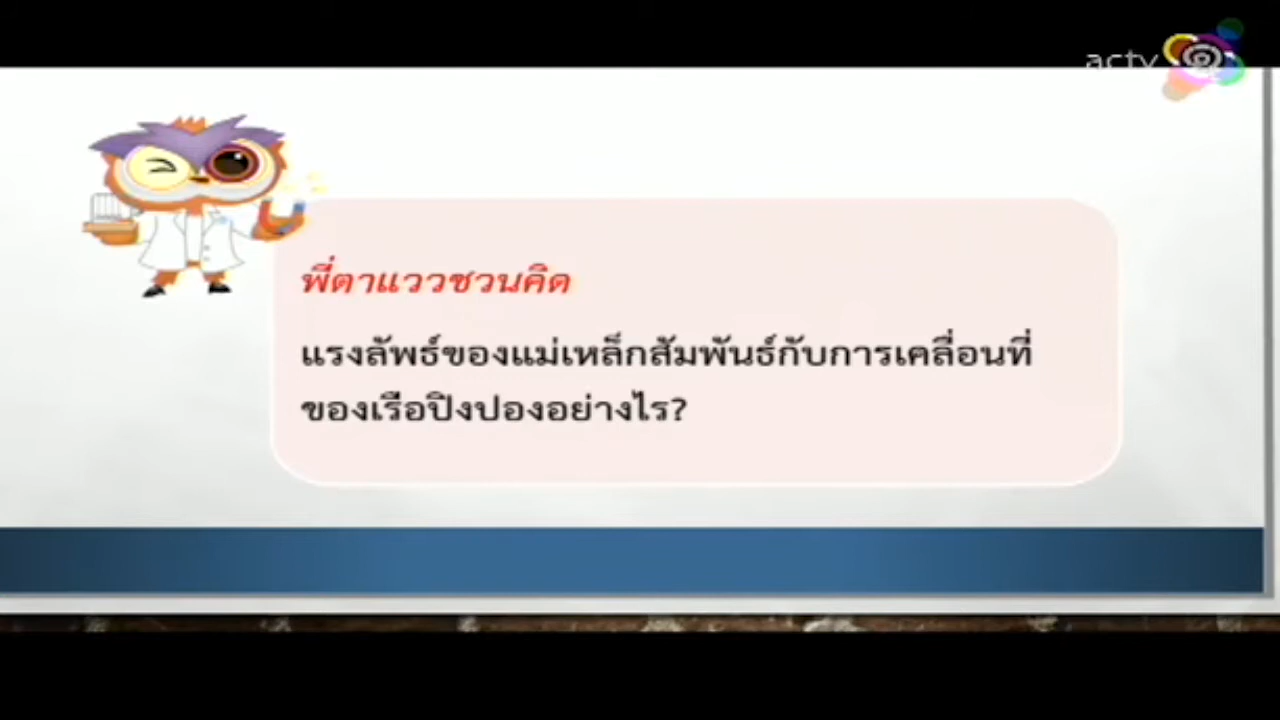 actv
พี่ตาแววชวนคิด
แรงลัพธ์ของแม่เหล็กสัมพันธ์กับการเคลื่อนที่
ของเรือปิงปองอย่างไร?